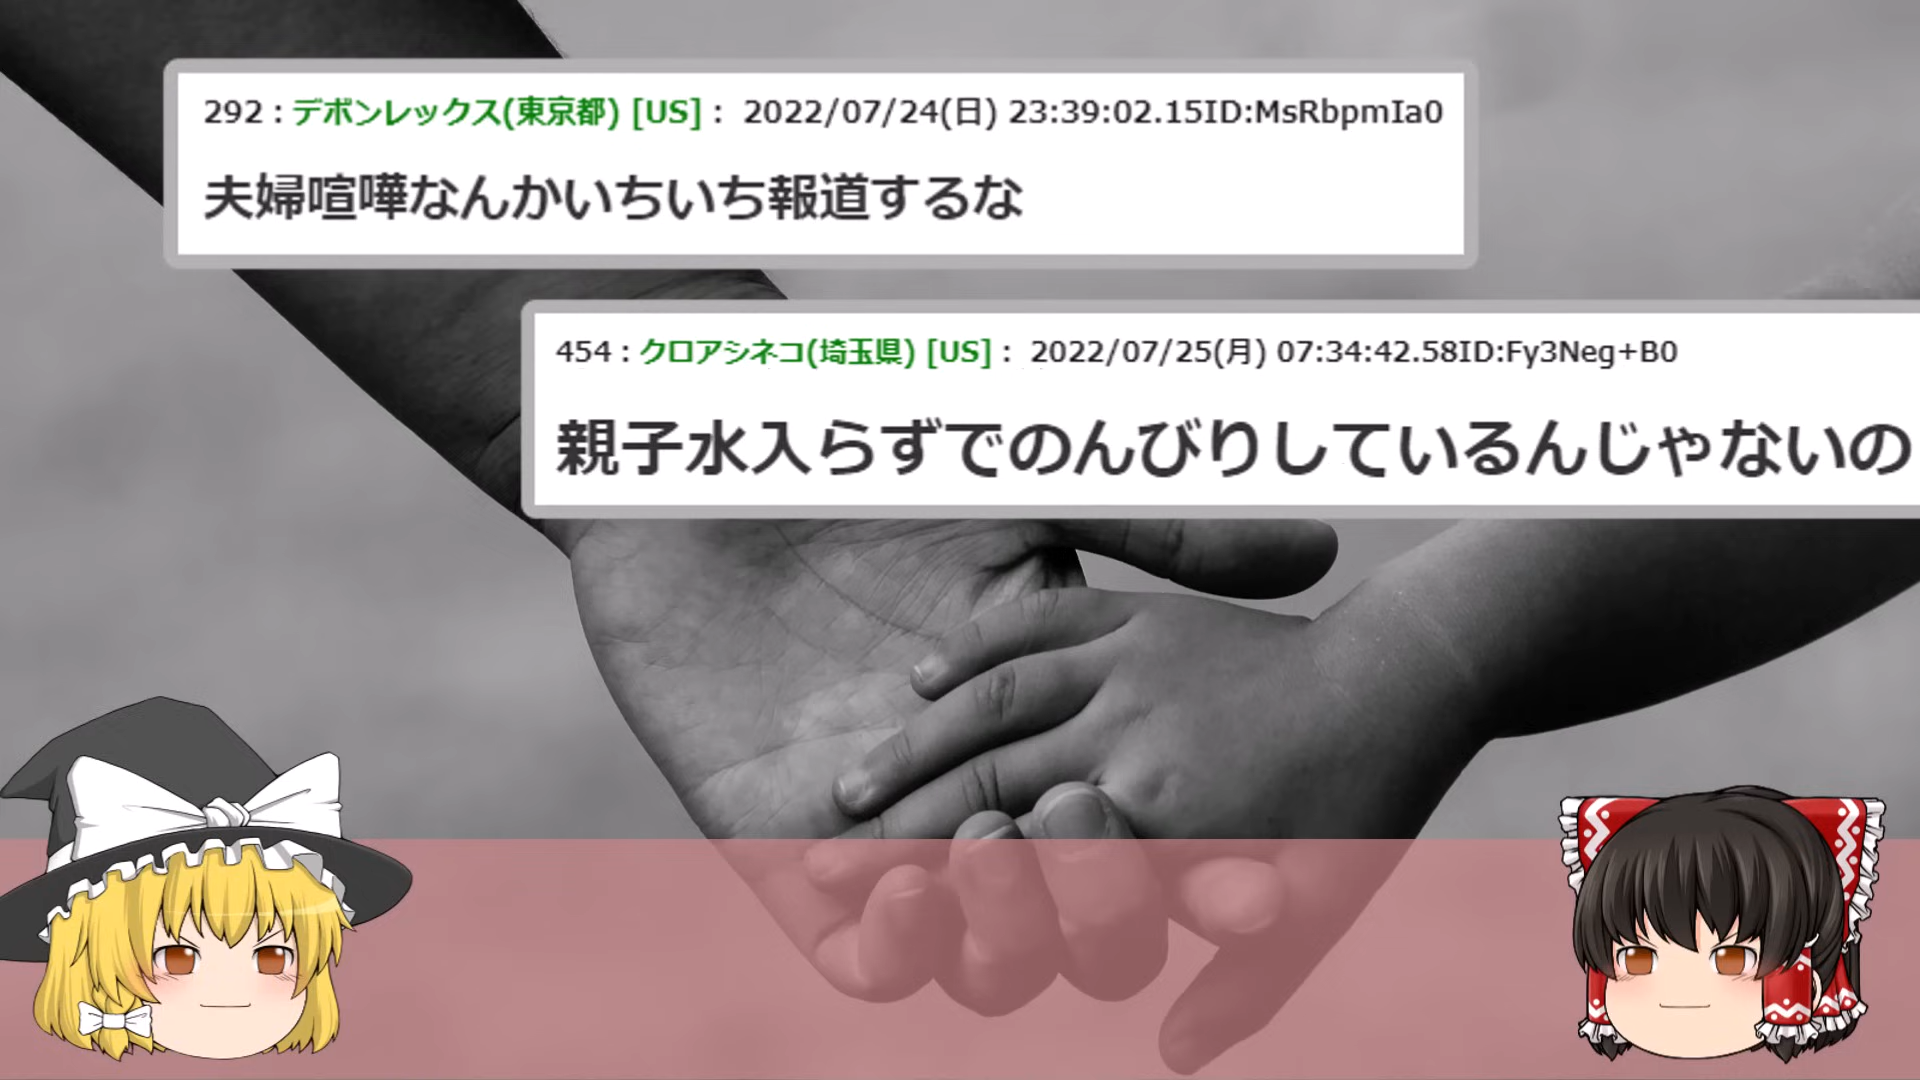 292：デボンレックス(東京都) [US]： 2022/07/24(日) 23:39:02.15ID:MsRbpmIa0
夫婦喧嘩なんかいちいち報道するな
454：クロアシネコ(埼玉県) [US]： 2022/07/25(月) 07:34:42.58ID:Fy3Neg+B0
親子水入らずでのんびりしているんじゃないの